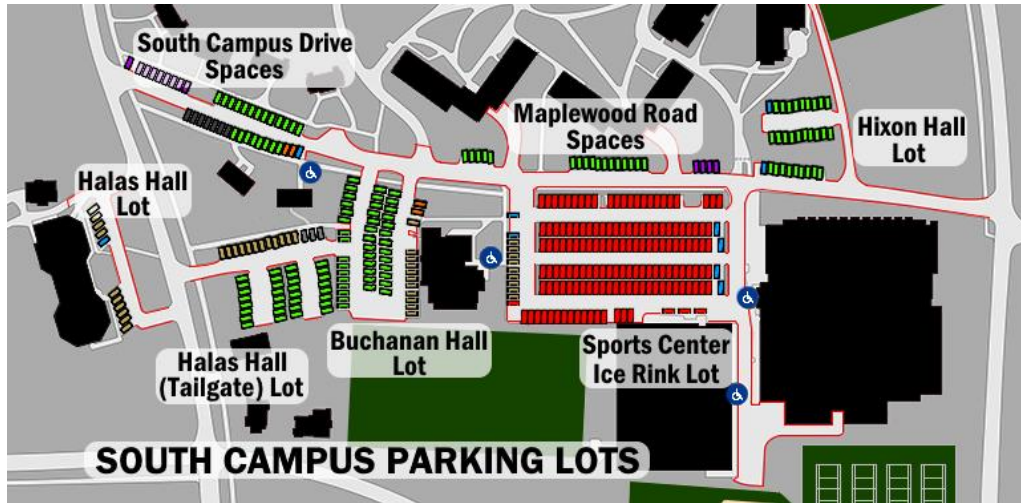 South Campus Drive
Spaces
Maplewood Road
Spaces
Hixon Hall
Lot
Halas Hall
Lot
Halas Hall
(Tailgate) Lot
Buchanan Hall
Lot
Sports Center
Ice Rink Lot
SOUTH CAMPUS PARKING LOTS